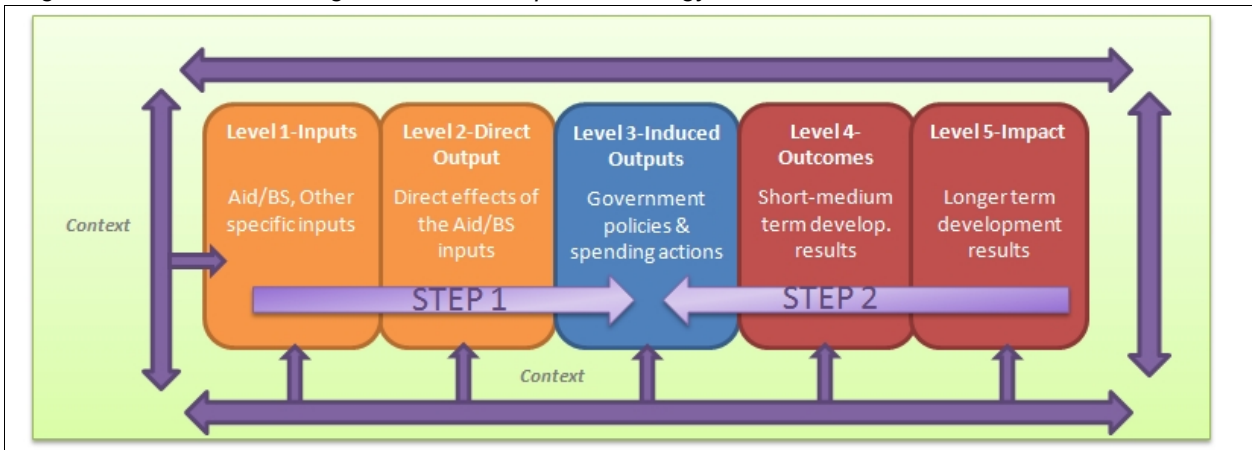 Level 1-Inputs
Aid/BS, Other
specific inputs
Level 2-Direct
Output
Direct effects of
the Aid/BS
inputs
Level 3-Induced
Outputs
Government
policies &
spending actions
Level 4-
Outcomes
Short-medium
term develop.
results
Level 5-Impact
Longer term
development
results
Context
STEP 1
STEP 2
Context